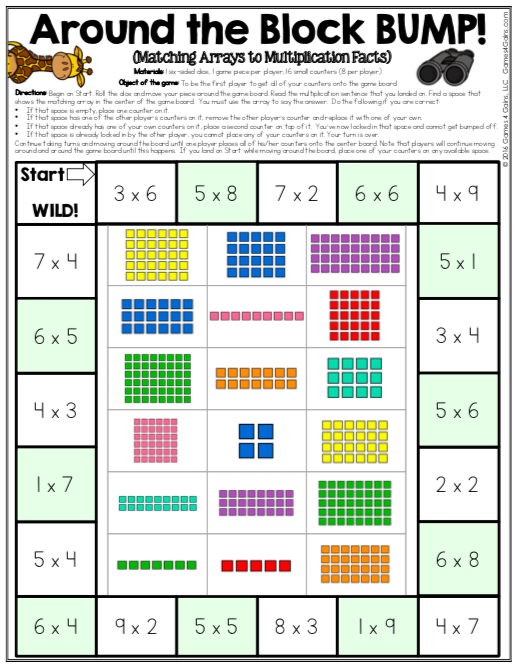 Around the Block BUMP!
(Matching Arrays to Multiplication Facts)
Materials: 1 six-sided dice, 1 game piece per player, 16 small counters (8 per player)
Object of the game: To be the first player to get all of your counters onto the game board.
Directions: Begin on Start. Roll the dice and move your piece around the game board. Read the multiplication sentence that you landed on. Find a space that
shows the matching array in the center of the game board. You must use the array to say the answer. Do the following if you are correct:
• If that space is empty, place one counter on it.
• If that space has one of the other player's counters on it, remove the other player's counter and replace it with one of your own.
• If that space already has one of your own counters on it, place a second counter on top of it. You've now locked in that space and cannot get bumped off.
• If that space is already locked in by the other player, you cannot place any of your counters on it. Your turn is over.
Continue taking turns and moving around the board until one player places all of his/her counters onto the center board. Note that players will continue moving
around and around the game board until this happens. If you land on Start while moving around the board, place one of your counters on any available space.
© 2016 Games 4 Gains, LLC Games4Gains.com
Start
WILD!
3 x 6
5 x 8
7 x 2
6 x 6
4 x 9
7 x 4
5 x 1
6 x 5
3 x 4
4 x 3
5 x 6
1 x 7
2 x 2
5 x 4
6 x 8
6 x 4
9 x 2
5 x 5
8 x 3
1 x 9
4 x 7